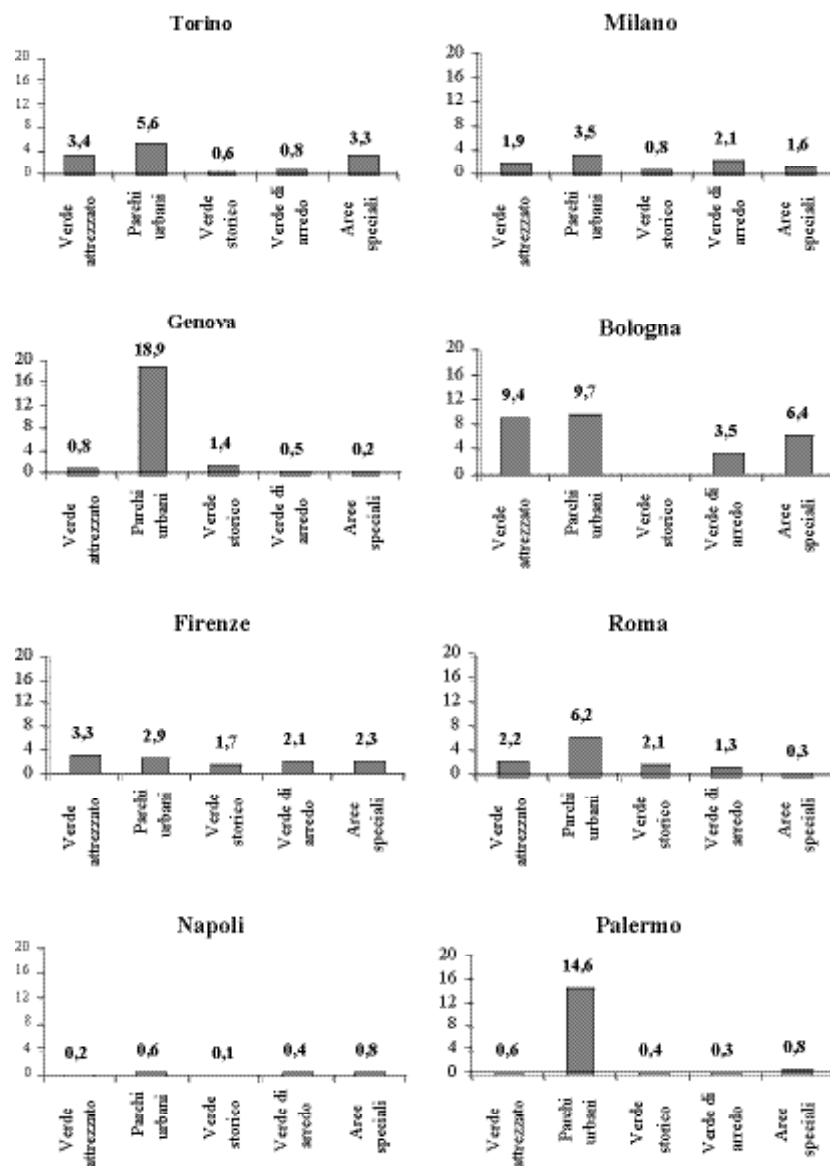 Torino
20
16
12
8
4
0
3,4
5,6
0,6
0,8
3,3
Verde
attrezzato
Parchi
urbani
Verde
storico
Verde di
arredo
Aree
speciali
Milano
20
16
12
8
4
0
1,9
3,5
0,8
2,1
1,6
Verde
attrezzato
Parchi
urbani
Verde
storico
Verde di
arredo
Aree
speciali
Genova
20
16
12
8
4
0
0,8
18,9
1,4
0,5
0,2
Verde
attrezzato
Parchi
urbani
Verde
storico
Verde di
arredo
Aree
speciali
Bologna
20
16
12
8
4
0
9,4
9,7
3,5
6,4
Verde
attrezzato
Parchi
urbani
Verde
storico
Verde di
arredo
Aree
speciali
Firenze
20
16
12
8
4
0
3,3
2,9
1,7
2,1
2,3
Verde
attrezzato
Parchi
urbani
Verde
storico
Verde di
arredo
Aree
speciali
Roma
20
16
12
8
4
0
2,2
6,2
2,1
1,3
0,3
Verde
attrezzato
Parchi
urbani
Verde
storico
Verde di
arredo
Aree
speciali
Napoli
20
16
12
8
4
0
0,2
0,6
0,1
0,4
0,8
Verde
attrezzato
Parchi
urbani
Verde
storico
Verde di
arredo
Aree
speciali
Palermo
20
16
12
8
4
0
0,6
14,6
0,4
0,3
0,8
Verde
attrezzato
Parchi
urbani
Verde
storico
Verde di
arredo
Aree
speciali